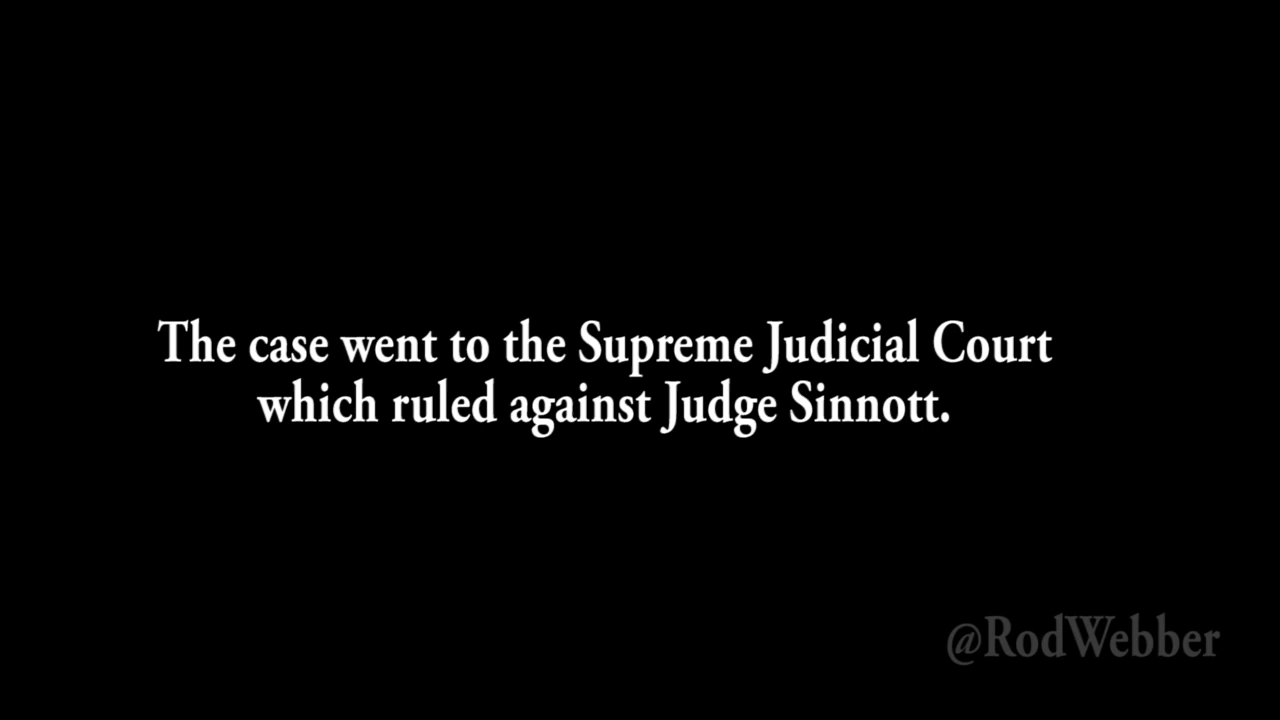 The case went to the Supreme Judicial Court
which ruled against Judge Sinnott.
@RodWebber